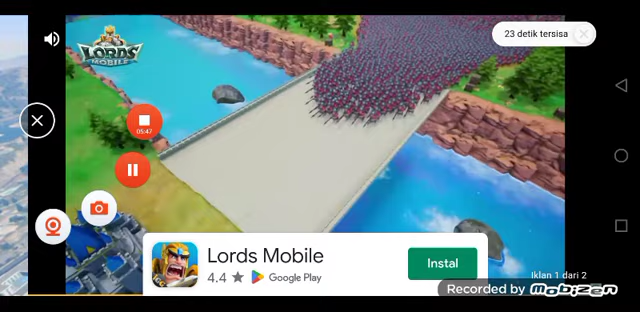 23 detik tersisa
LORDS
MOBILE
05:47
Lords Mobile
4.4
Google Play
Instal
IGG
Iklan 1 dari 2
Recorded by MOBIZEN